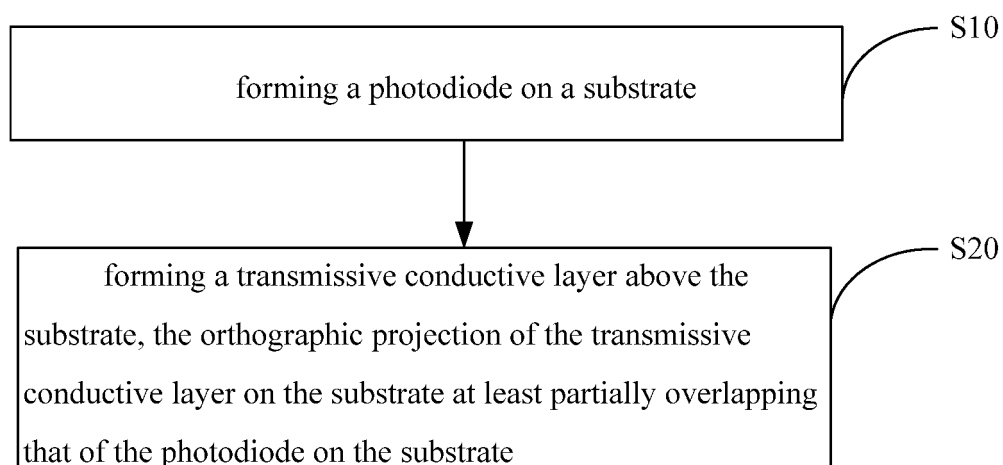 S10
forming a photodiode on a substrate
S20
forming a transmissive conductive layer above the
substrate, the orthographic projection of the transmissive
conductive layer on the substrate at least partially overlapping
that of the photodiode on the substrate